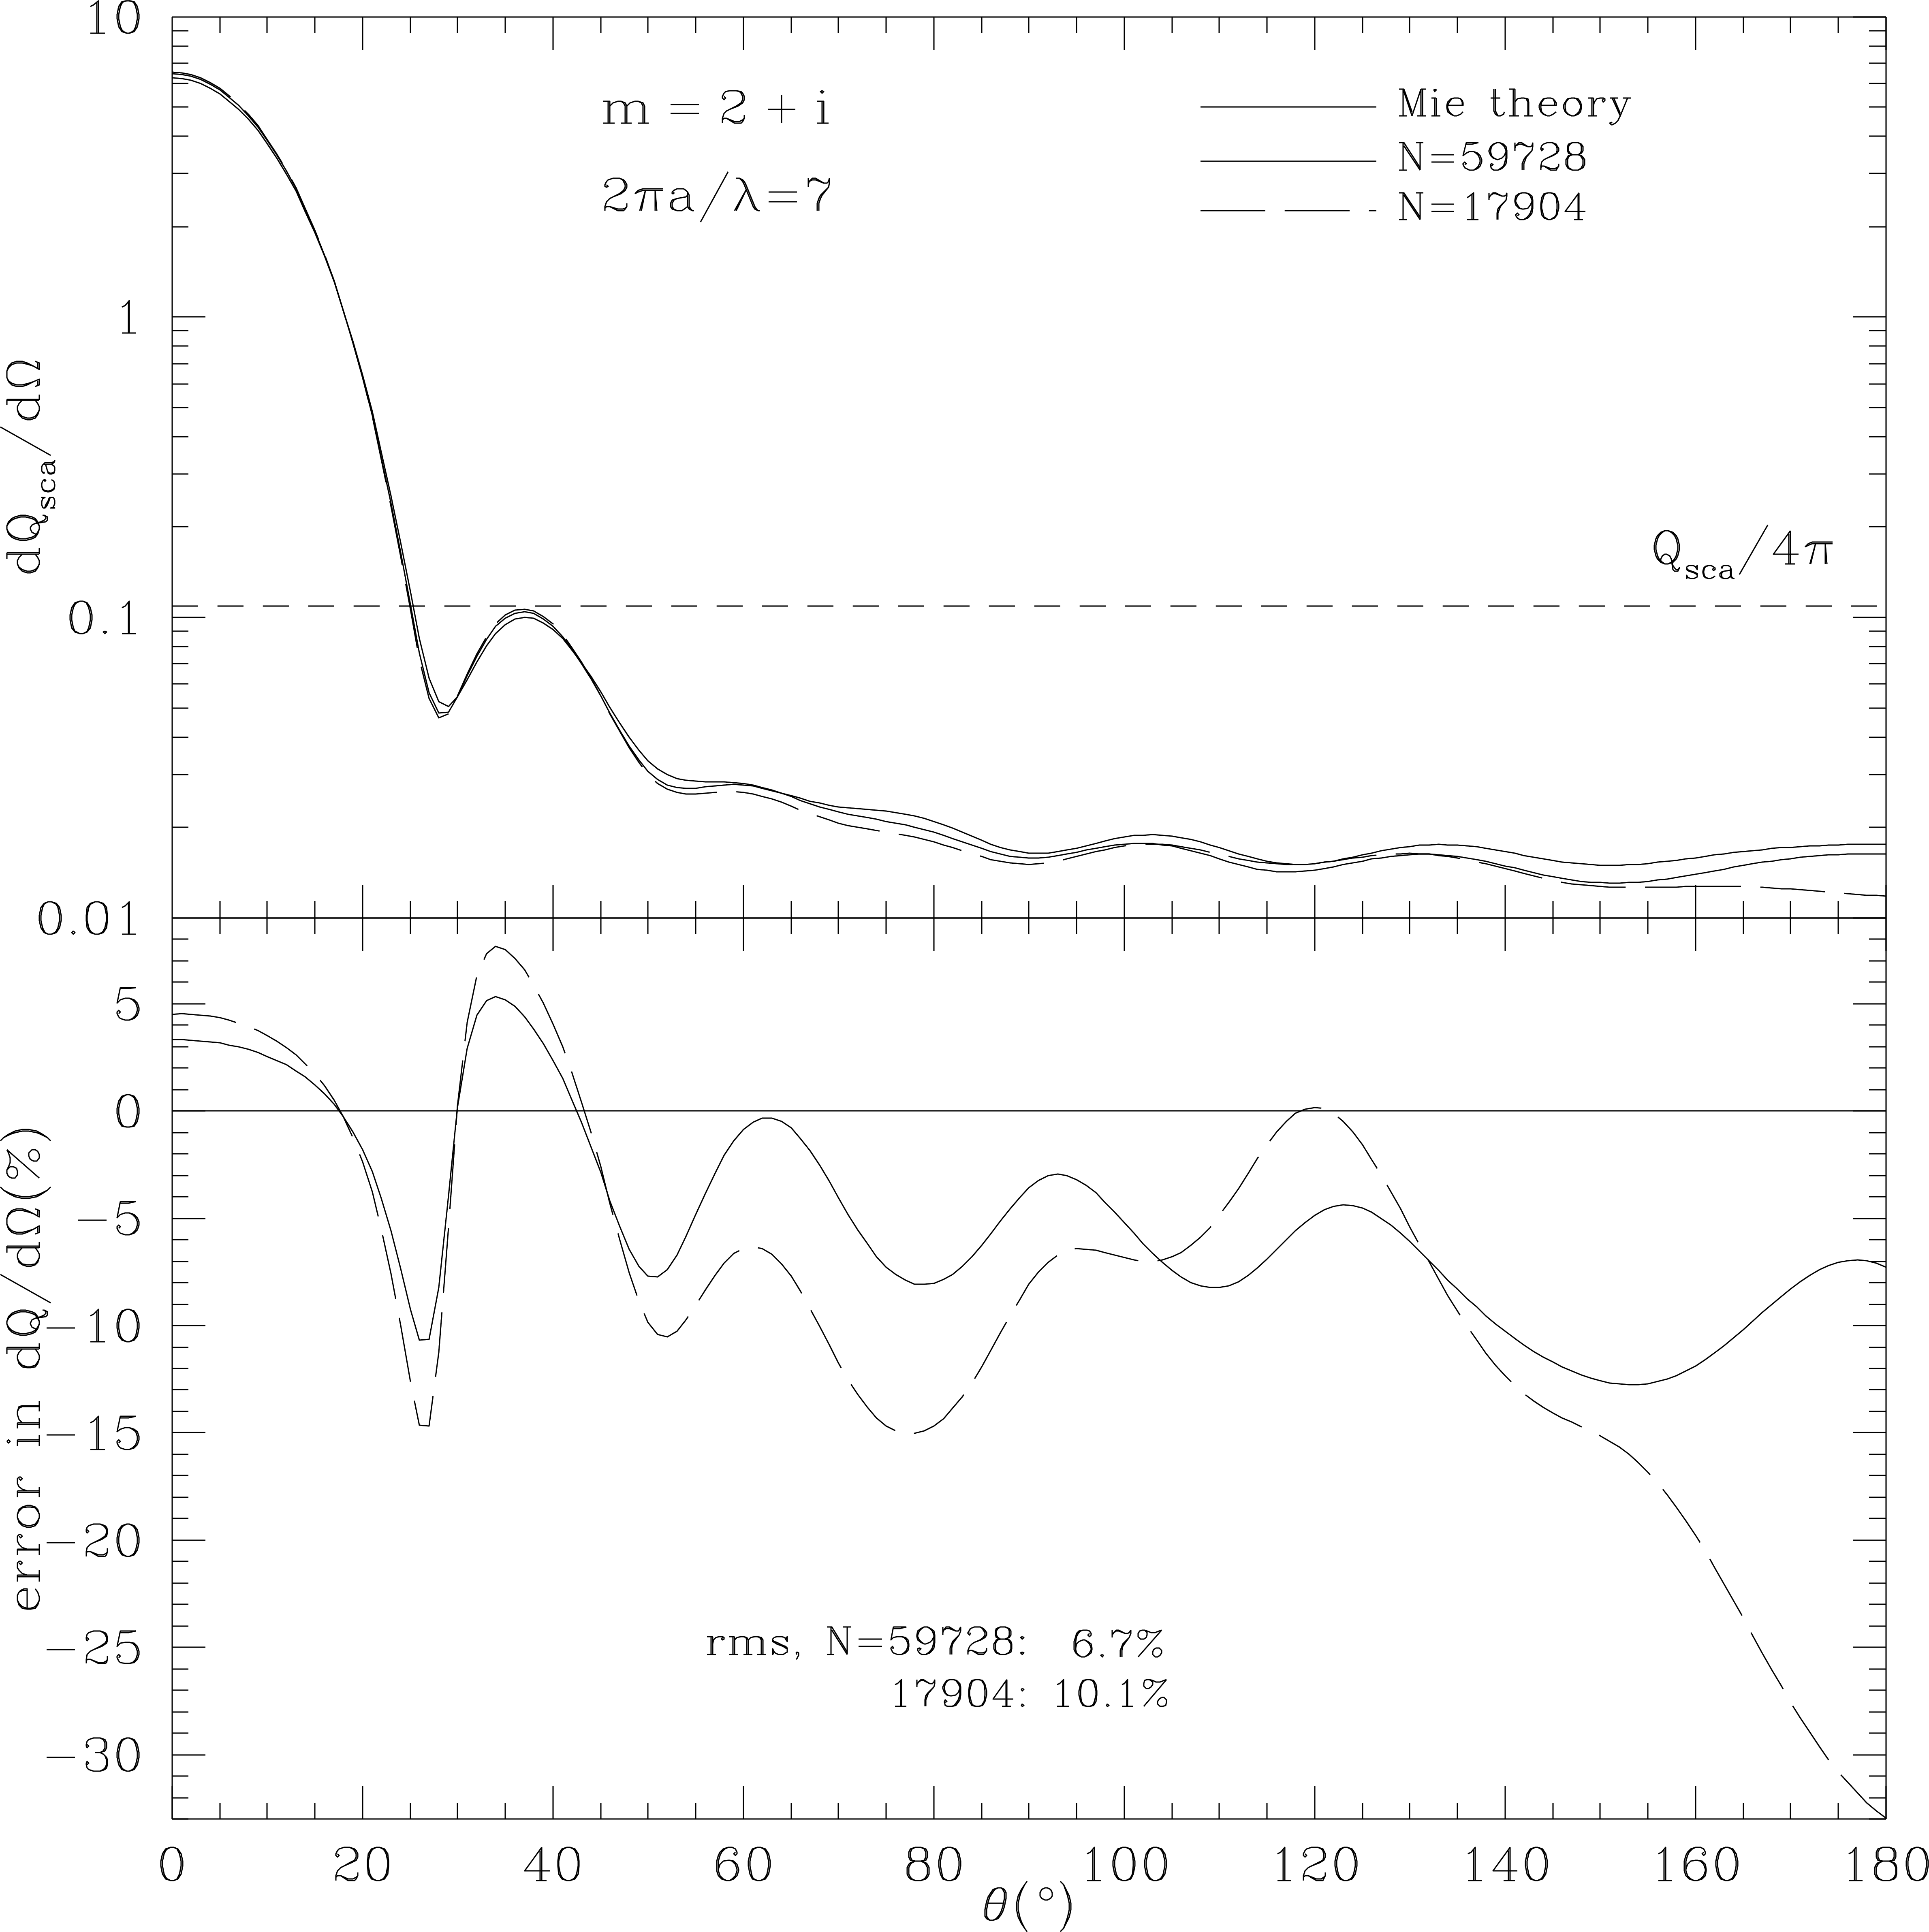 10
1
0.1
0.01
dQsca/dΩ
m = 2 + i
2πa/λ=7
Mie theory
N=59728
N=17904
Qsca/4π
5
0
−5
−10
−15
−20
−25
−30
error in dQ/dΩ(%)
rms, N=59728: 6.7%
17904: 10.1%
0 20 40 60 80 100 120 140 160 180
θ(°)